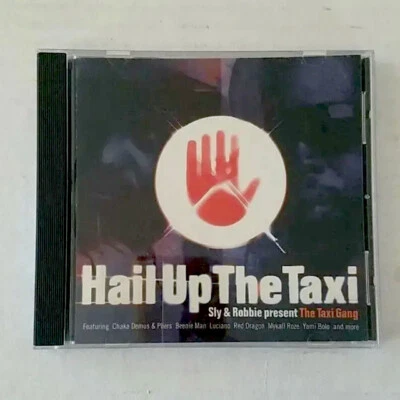 Hail Up The Taxi
Sly & Robbie present The Taxi Gang
Featuring Chaka Demus & Pliers Beenie Man Luciano Red Dragon Mykall Roze Yami Bolo and more